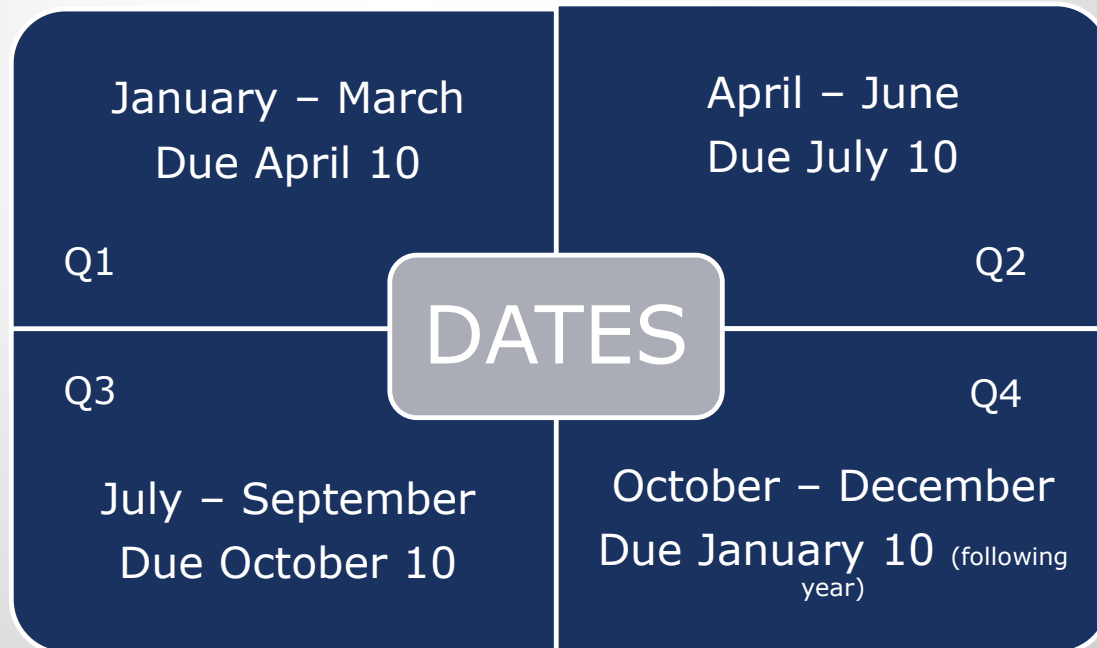 January – March
Due April 10
Q1
April – June
Due July 10
Q2
DATES
Q3
July – September
Due October 10
Q4
October – December
Due January 10 (following
year)